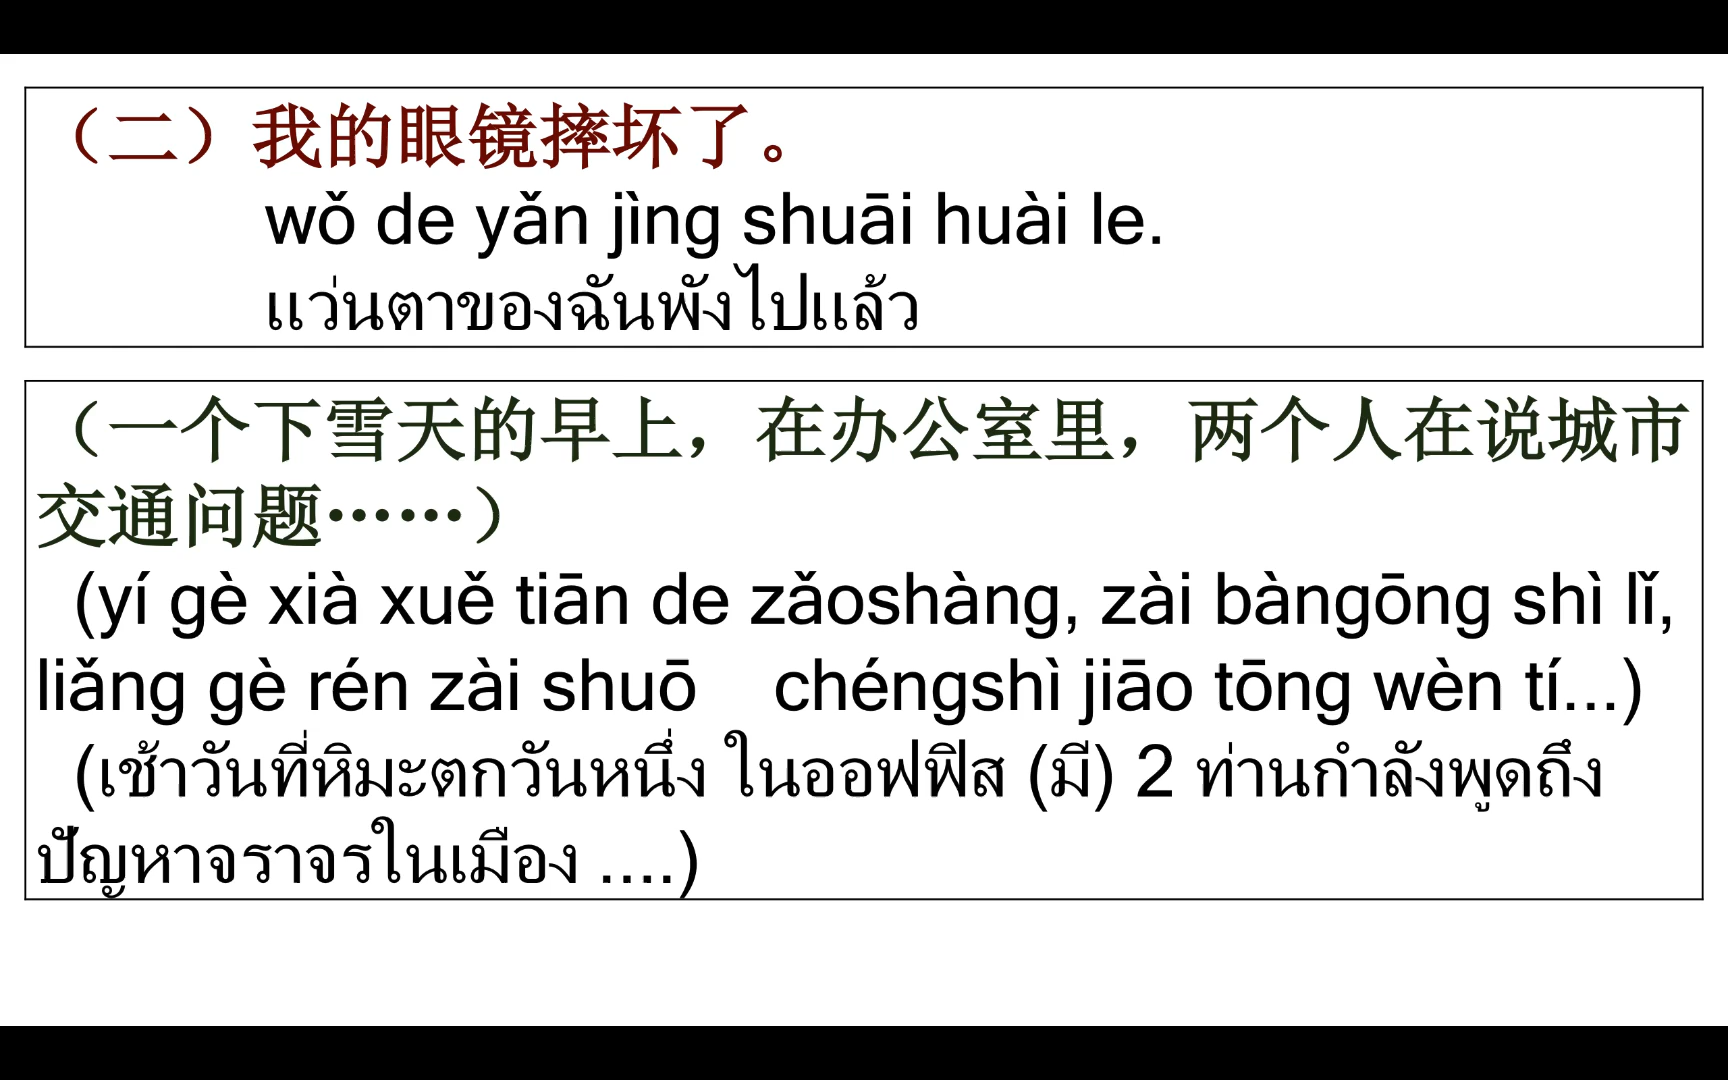 （二）我的眼镜摔坏了。
wǒ de yǎn jìng shuāi huài le.
แว่นตาของฉันพังไปแล้ว
（一个下雪天的早上，在办公室里，两个人在说城市
交通问题……）
(yí gè xià xuě tiān de zǎoshàng, zài bàngōng shì lǐ,
liǎng gè rén zài shuō chéngshì jiāo tōng wèn tí...)
(เช้าวันที่หิมะตกวันหนึ่ง ในออฟฟิส (มี) 2 ท่านกำลังพูดถึง
ปัญหาจราจรในเมือง ....)